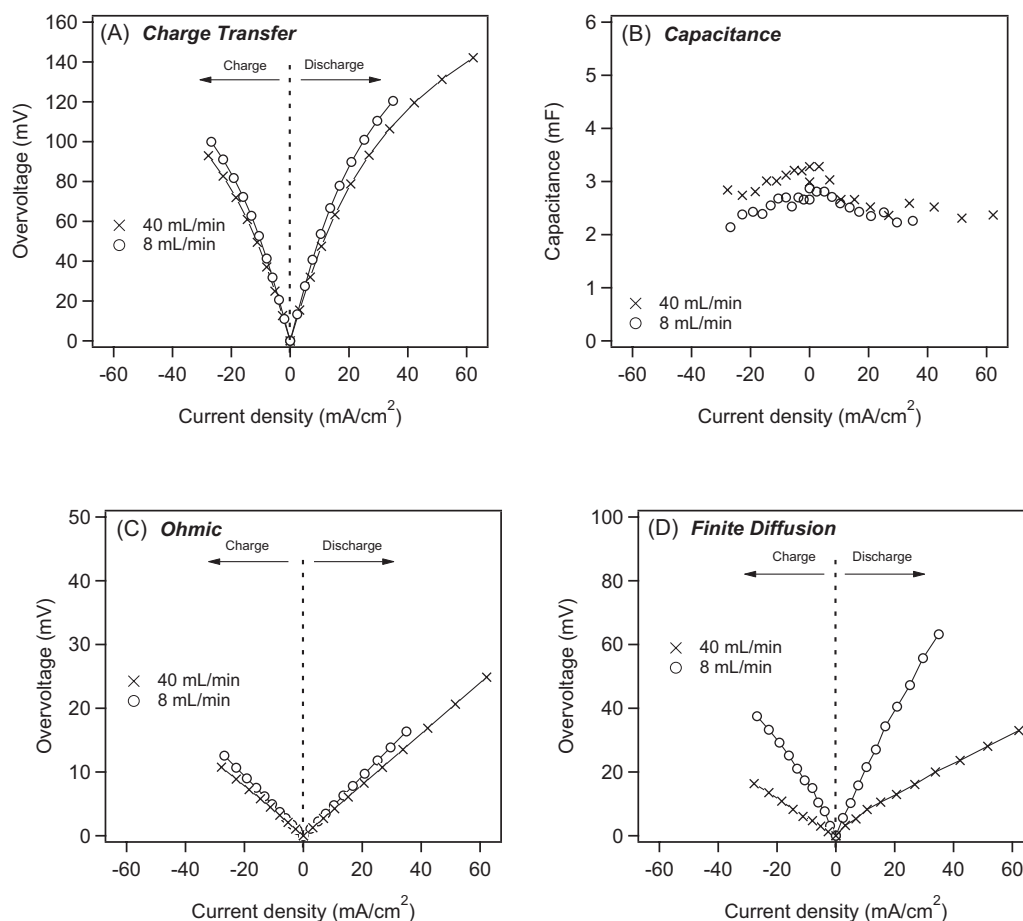 (A) Charge Transfer
Charge
Discharge
Overvoltage (mV)
160
140
120
100
80
60
40
20
0
40 mL/min
8 mL/min
-60 -40 -20 0 20 40 60
Current density (mA/cm²)
(B) Capacitance
Capacitance (mF)
6
5
4
3
2
1
0
40 mL/min
8 mL/min
-60 -40 -20 0 20 40 60
Current density (mA/cm²)
(C) Ohmic
Charge
Discharge
Overvoltage (mV)
50
40
30
20
10
0
40 mL/min
8 mL/min
-60 -40 -20 0 20 40 60
Current density (mA/cm²)
(D) Finite Diffusion
Charge
Discharge
Overvoltage (mV)
100
80
60
40
20
0
40 mL/min
8 mL/min
-60 -40 -20 0 20 40 60
Current density (mA/cm²)